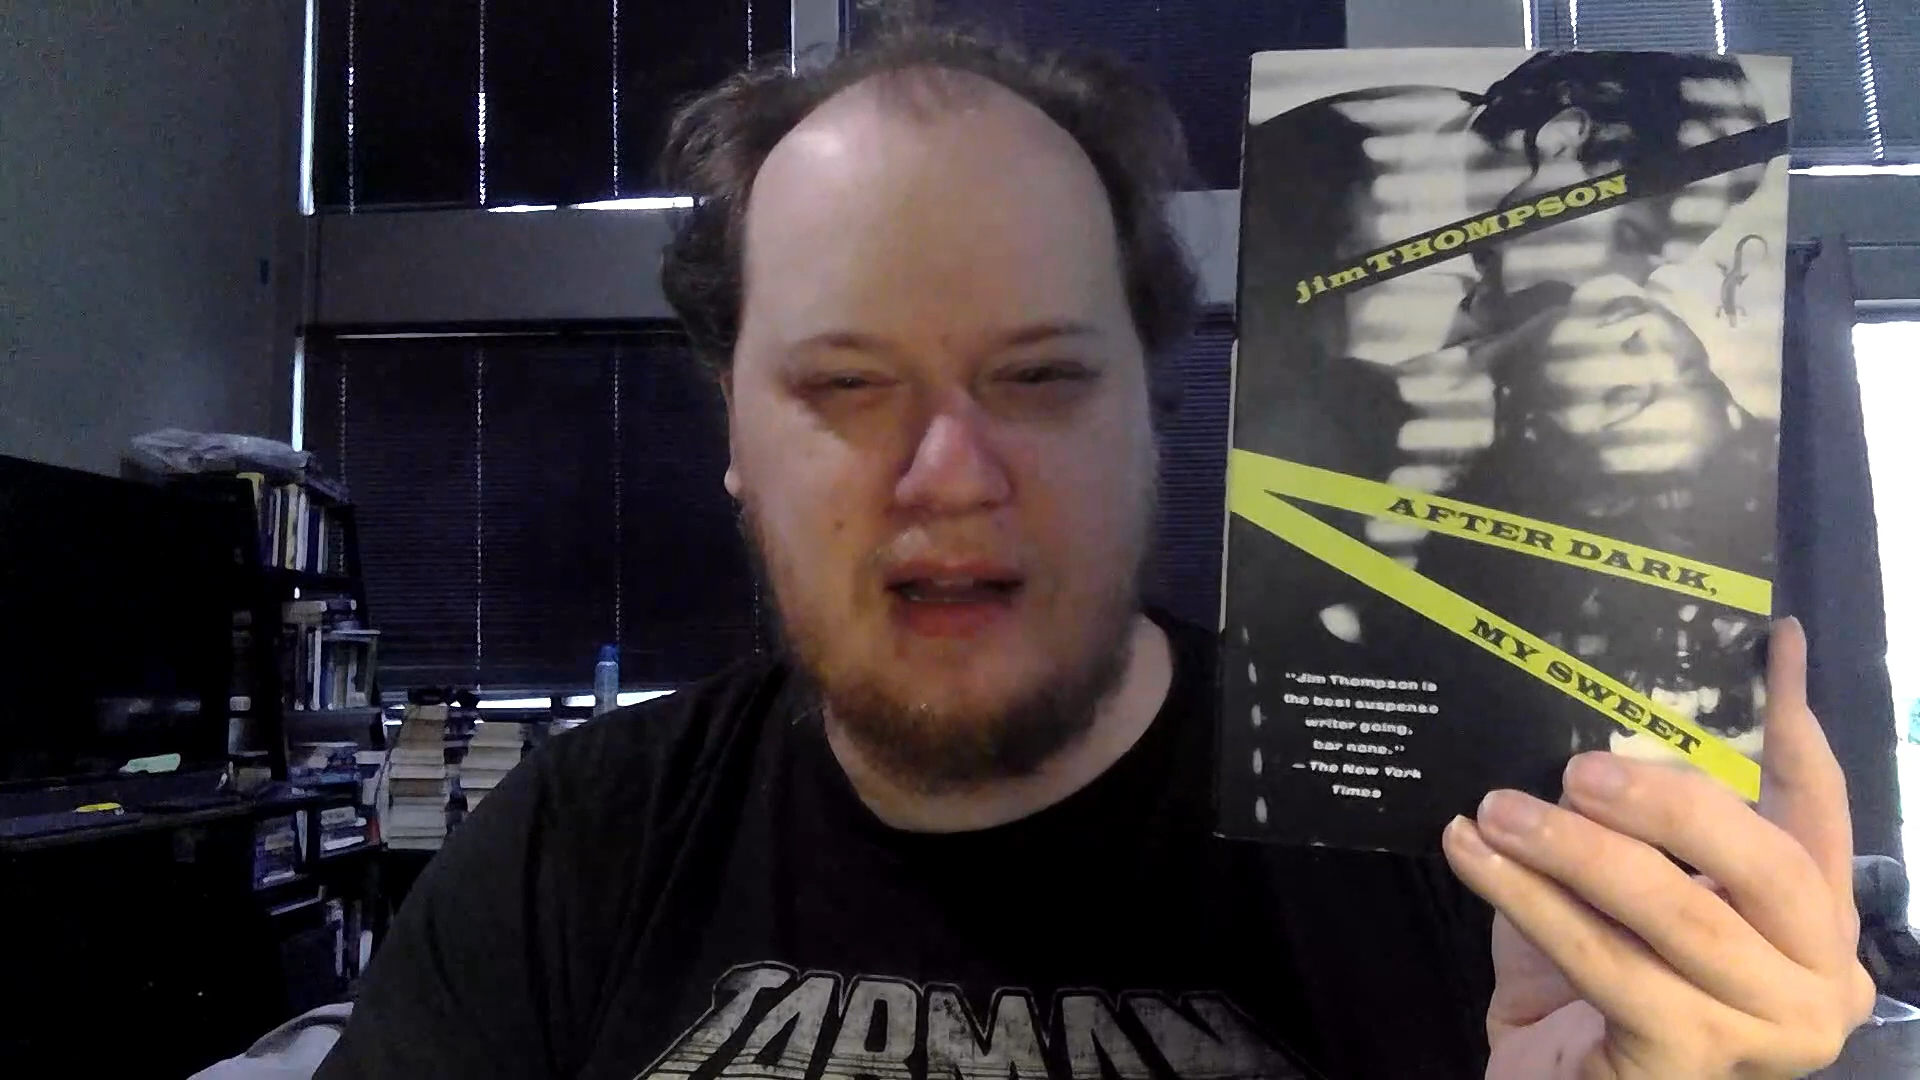 jim THOMPSON
AFTER DARK,
MY SWEET
"Jim Thompson is
the best suspense
writer going,
bar none."
—The New York
Times
TARMAN